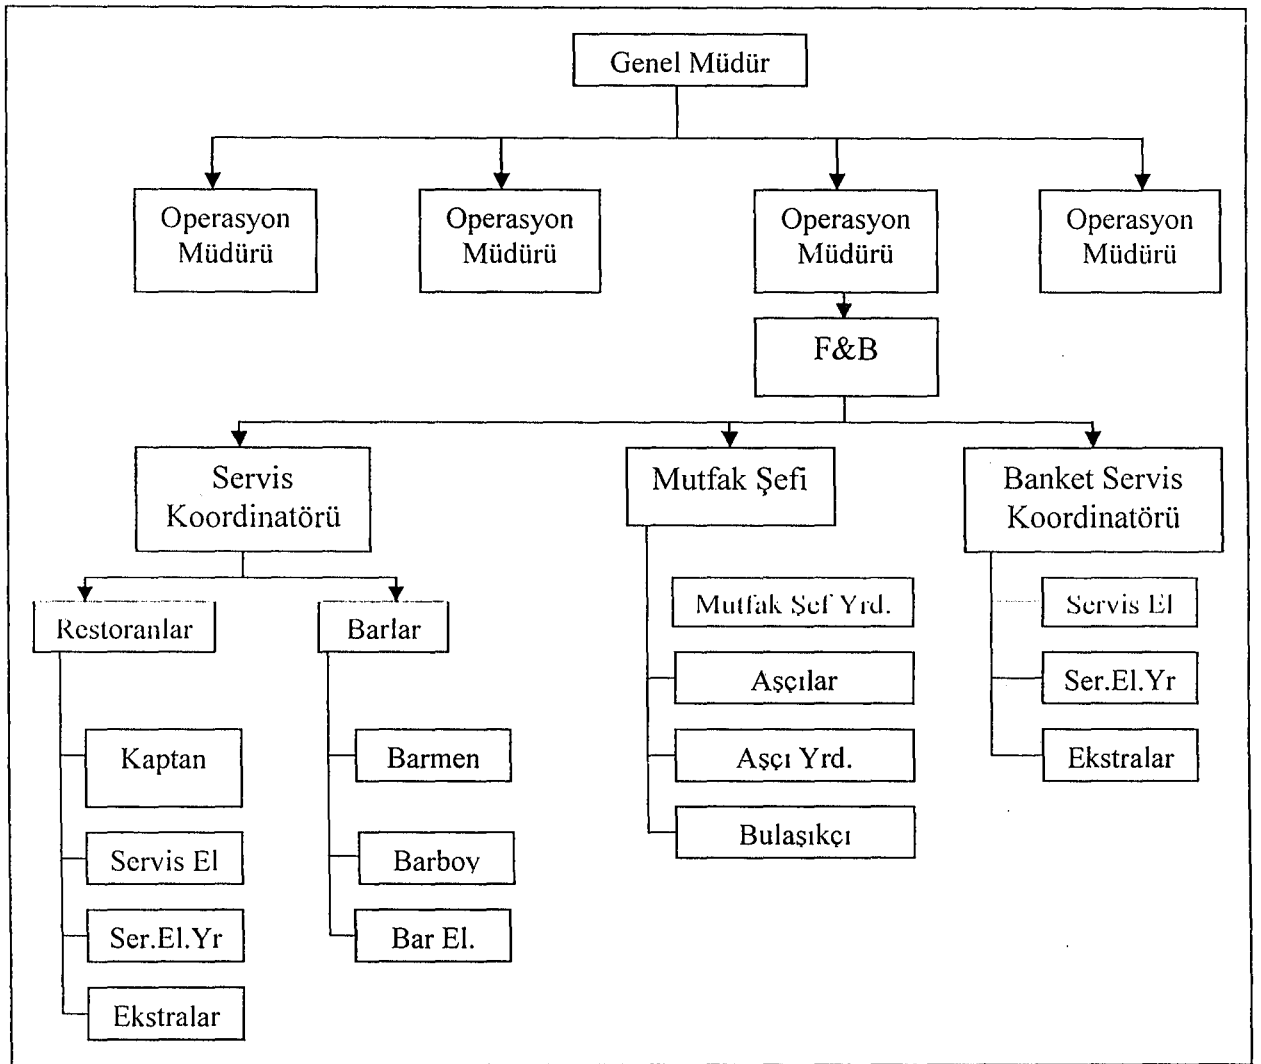 Genel Müdür
Operasyon
Müdürü
Operasyon
Müdürü
Operasyon
Müdürü
Operasyon
Müdürü
F&B
Servis
Koordinatörü
Mutfak Şefi
Banket Servis
Koordinatörü
Restoranlar
Barlar
Kaptan
Servis El
Ser.El.Yr
Ekstralar
Barmen
Barboy
Bar El.
Mutfak Şef Yrd.
Aşçılar
Aşçı Yrd.
Bulaşıkçı
Servis El
Ser.El.Yr
Ekstralar